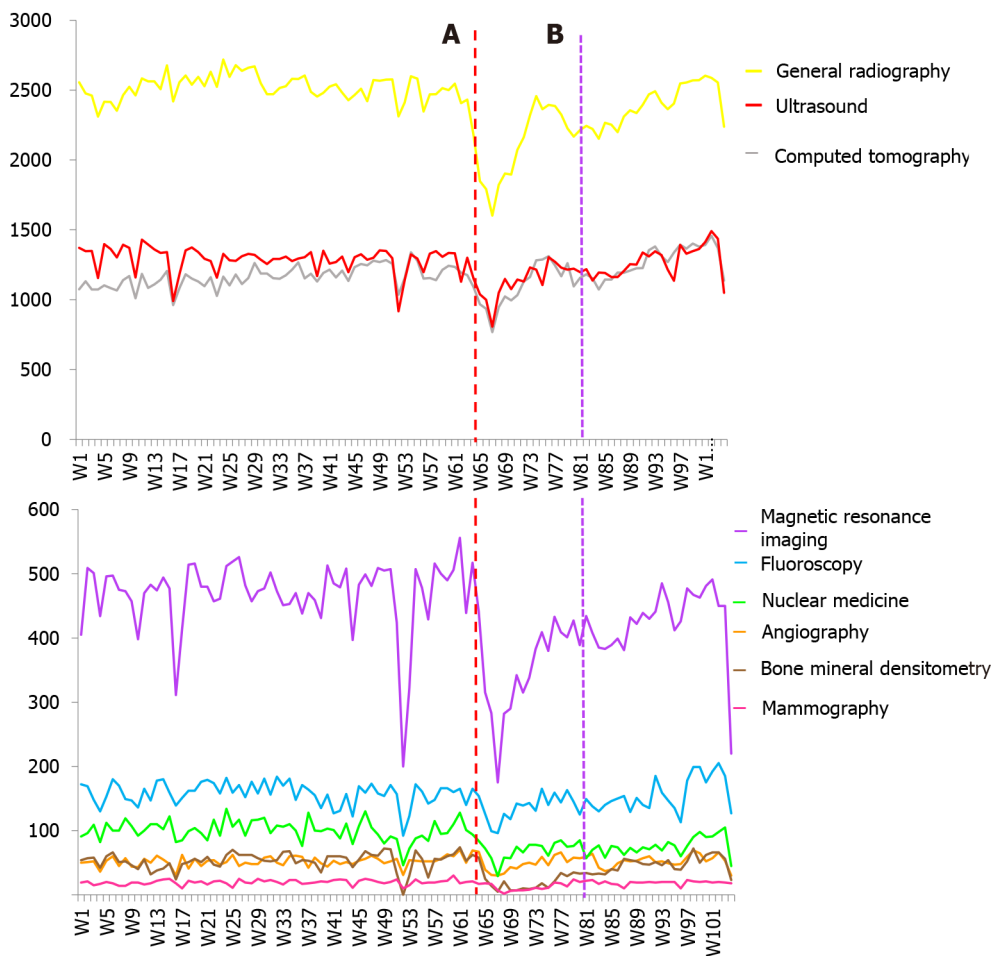 3000
A
B
General radiography
2500
Ultrasound
2000
Computed tomography
1500
1000
500
0
W1 W5 W9 W13 W17 W21 W25 W29 W33 W37 W41 W45 W49 W53 W57 W61 W65 W69 W73 W77 W81 W85 W89 W93 W97 W1...
600
Magnetic resonance
imaging
Fluoroscopy
500
Nuclear medicine
400
Angiography
Bone mineral densitometry
300
Mammography
200
100
W1 W5 W9 W13 W17 W21 W25 W29 W33 W37 W41 W45 W49 W53 W57 W61 W65 W69 W73 W77 W81 W85 W89 W93 W97 W101